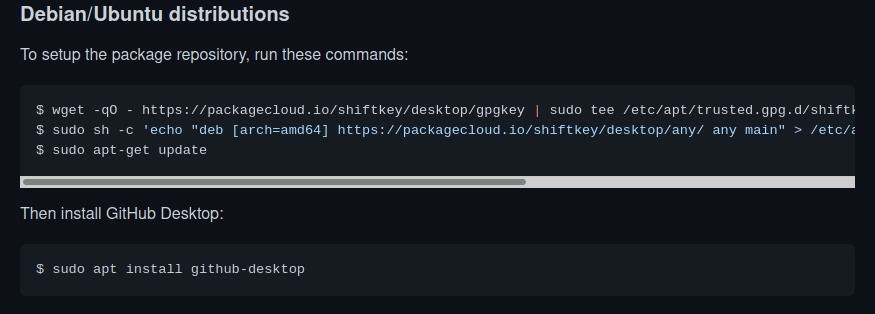 Debian/Ubuntu distributions
To setup the package repository, run these commands:
$ wget -qO - https://packagecloud.io/shiftkey/desktop/gpgkey | sudo tee /etc/apt/trusted.gpg.d/shiftk
$ sudo sh -c 'echo "deb [arch=amd64] https://packagecloud.io/shiftkey/desktop/any/ any main" > /etc/a
$ sudo apt-get update
Then install GitHub Desktop:
$ sudo apt install github-desktop